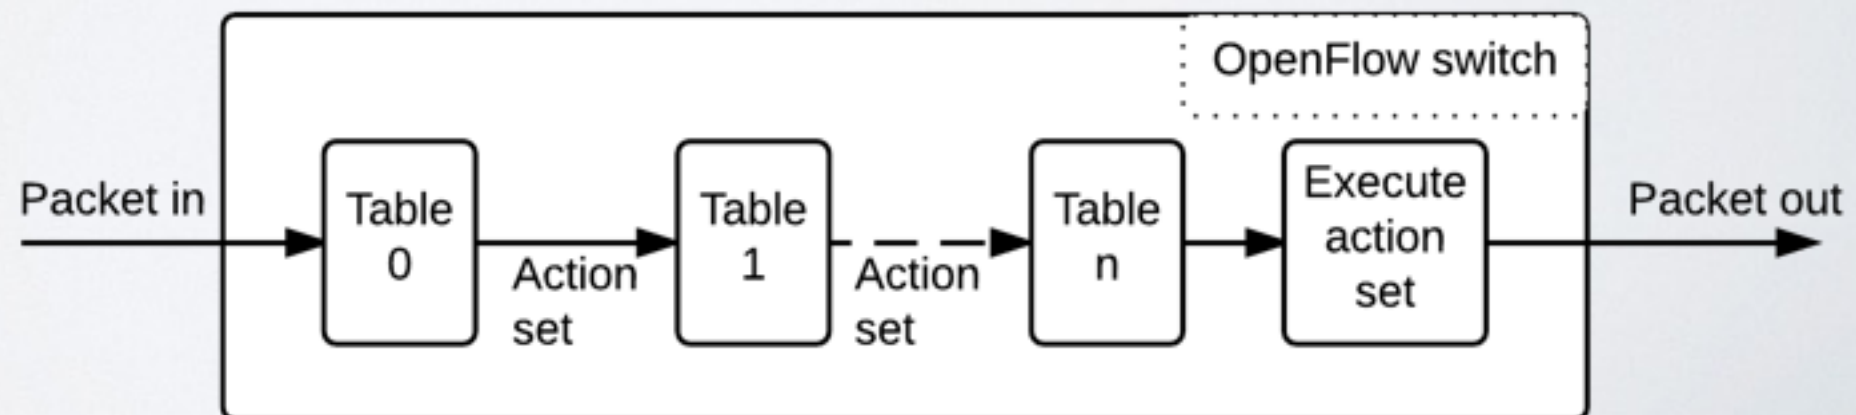 OpenFlow switch
Packet in
Table
0
Action
set
Table
1
Action
set
Table
n
Execute
action
set
Packet out